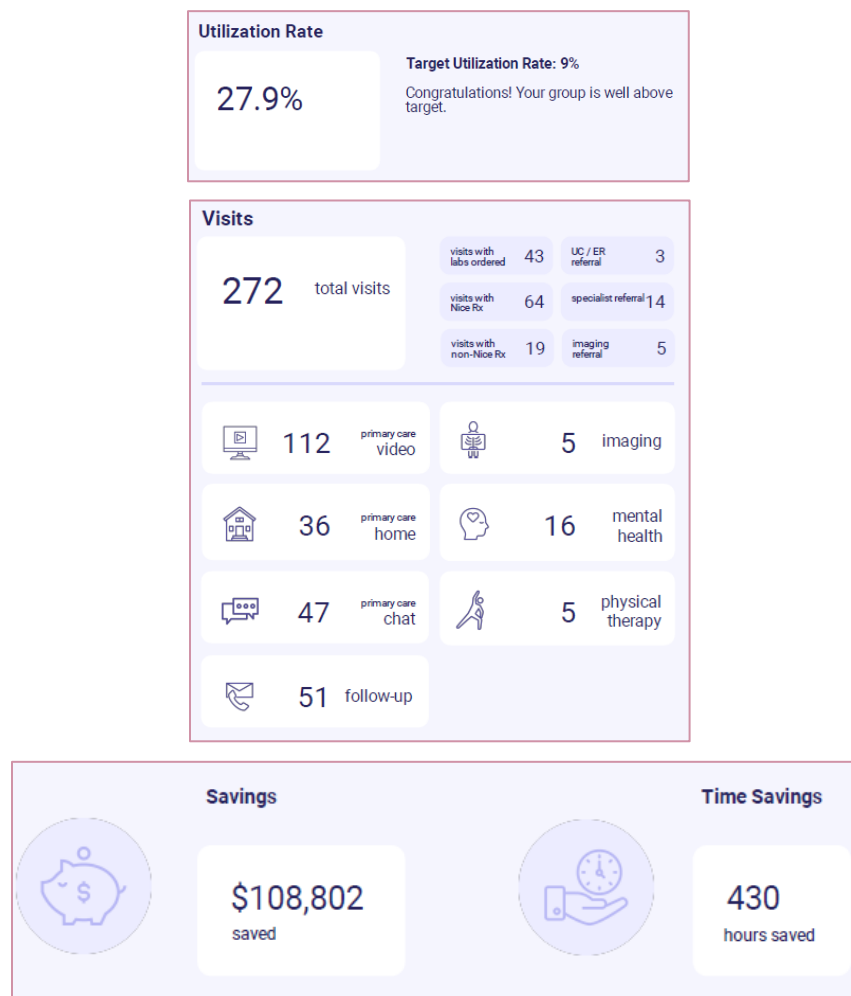 Utilization Rate
27.9%
Target Utilization Rate: 9%
Congratulations! Your group is well above
target.
Visits
272 total visits
visits with
labs ordered 43
UC / ER
referral 3
visits with
Nice Rx 64
specialist referral 14
visits with
non-Nice Rx 19
imaging
referral 5
112 primary care
video
5 imaging
36 primary care
home
16 mental
health
47 primary care
chat
5 physical
therapy
51 follow-up
Savings
$108,802
saved
Time Savings
430
hours saved